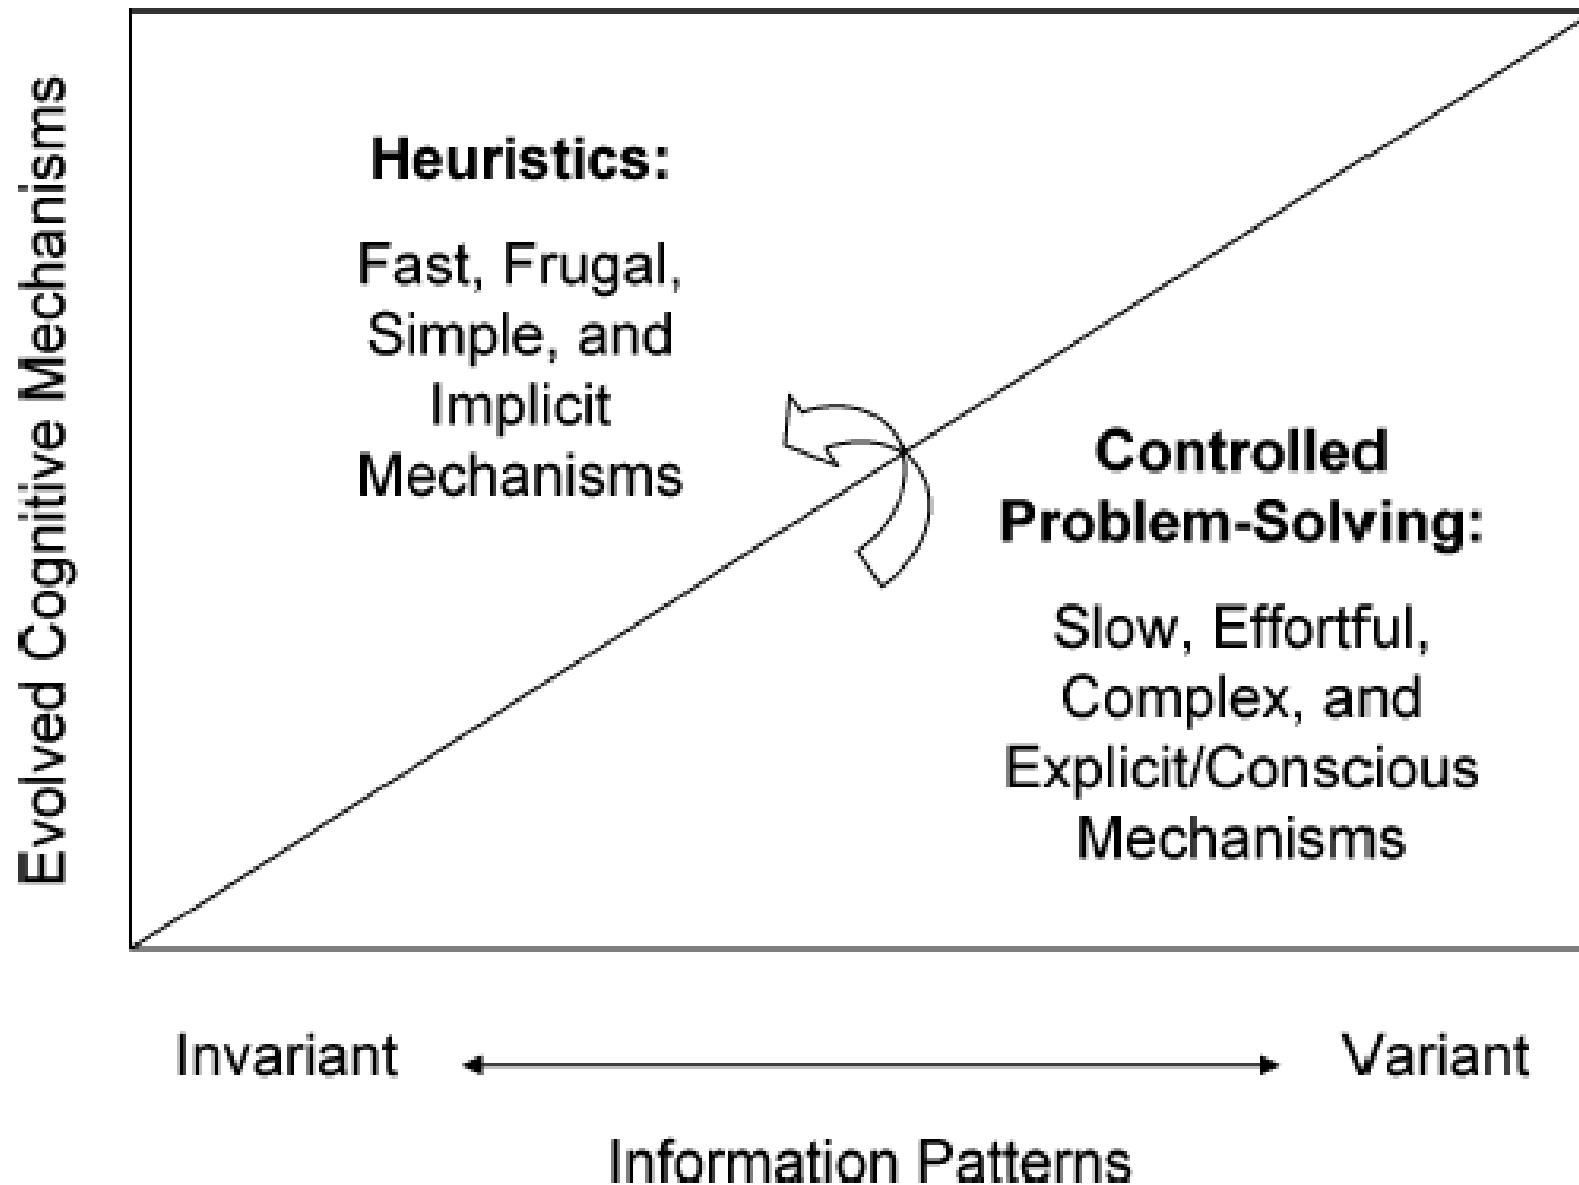 Evolved Cognitive Mechanisms
Heuristics:
Fast, Frugal,
Simple, and
Implicit
Mechanisms
Controlled
Problem-Solving:
Slow, Effortful,
Complex, and
Explicit/Conscious
Mechanisms
Invariant
Variant
Information Patterns